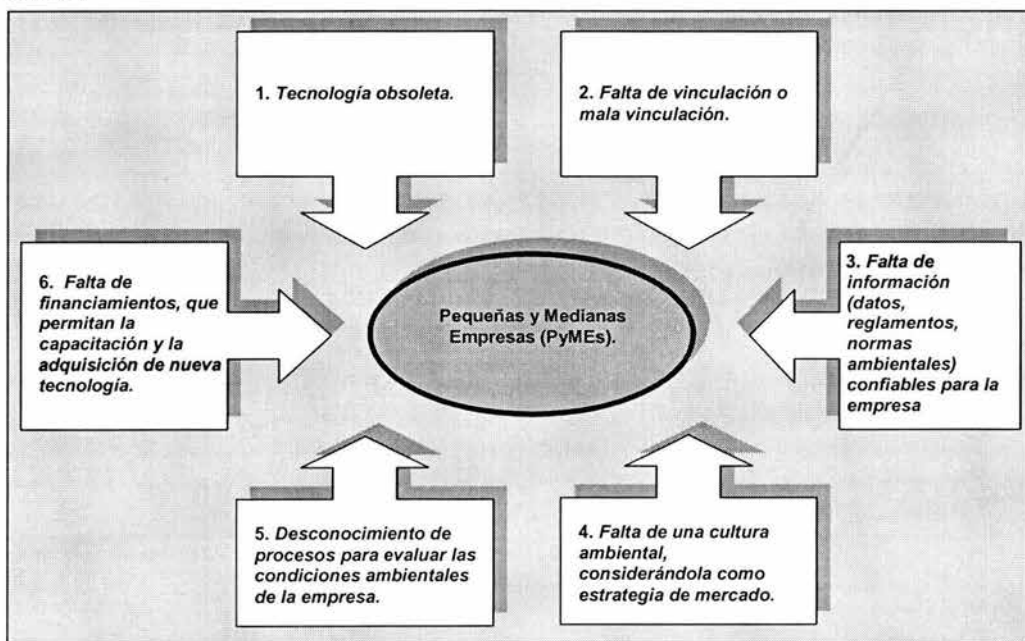 1. Tecnología obsoleta.
2. Falta de vinculación o
mala vinculación.
3. Falta de
información
(datos,
reglamentos,
normas
ambientales)
confiables para la
empresa
4. Falta de una cultura
ambiental,
considerándola como
estrategia de mercado.
5. Desconocimiento de
procesos para evaluar las
condiciones ambientales
de la empresa.
6. Falta de
financiamientos, que
permitan la
capacitación y la
adquisición de nueva
tecnología.
Pequeñas y Medianas
Empresas (PyMEs).